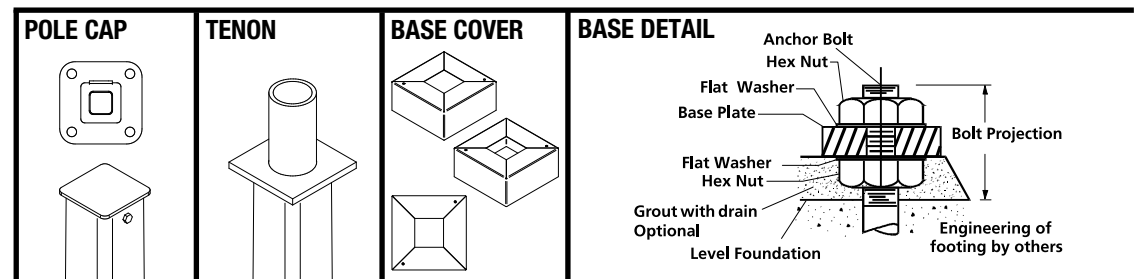 POLE CAP
TENON
BASE COVER
BASE DETAIL
Anchor Bolt
Hex Nut
Flat Washer
Base Plate
Bolt Projection
Flat Washer
Hex Nut
Grout with drain
Optional
Level Foundation
Engineering of
footing by others